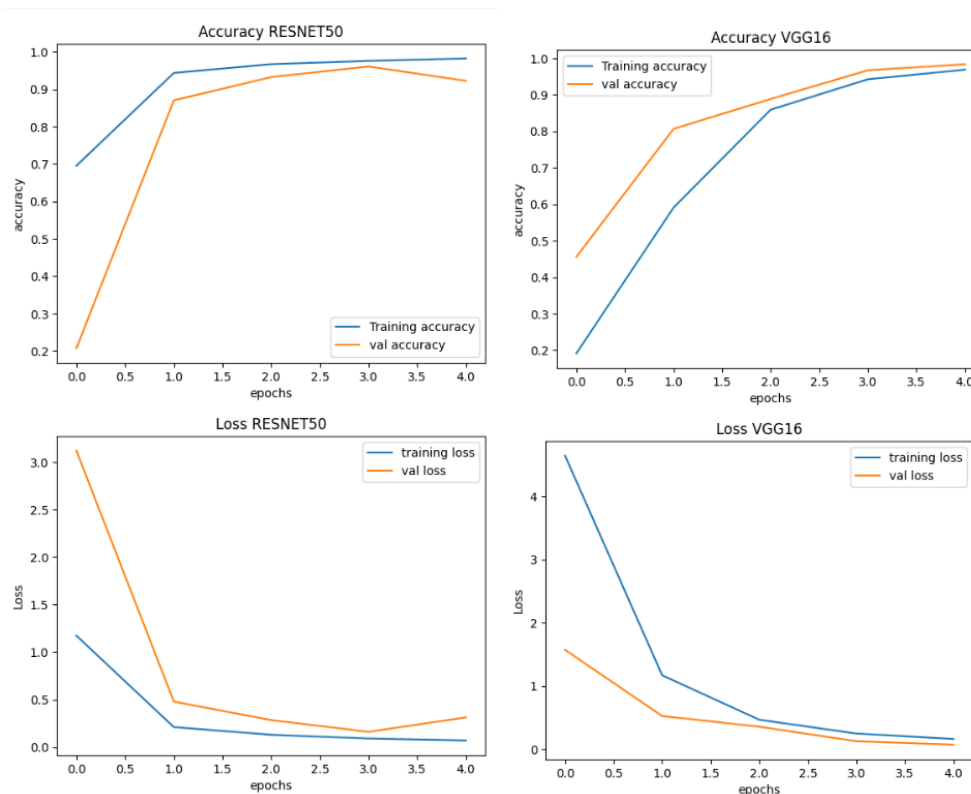 Accuracy RESNET50
1.0
0.9
0.8
0.7
0.6
0.5
0.4
0.3
0.2
accuracy
Training accuracy
val accuracy
0.0 0.5 1.0 1.5 2.0 2.5 3.0 3.5 4.0
epochs
Accuracy VGG16
1.0
0.9
0.8
0.7
0.6
0.5
0.4
0.3
0.2
accuracy
Training accuracy
val accuracy
0.0 0.5 1.0 1.5 2.0 2.5 3.0 3.5 4.0
epochs
Loss RESNET50
3.0
2.5
2.0
1.5
1.0
0.5
0.0
Loss
training loss
val loss
0.0 0.5 1.0 1.5 2.0 2.5 3.0 3.5 4.0
epochs
Loss VGG16
4
3
2
1
0
Loss
training loss
val loss
0.0 0.5 1.0 1.5 2.0 2.5 3.0 3.5 4.0
epochs